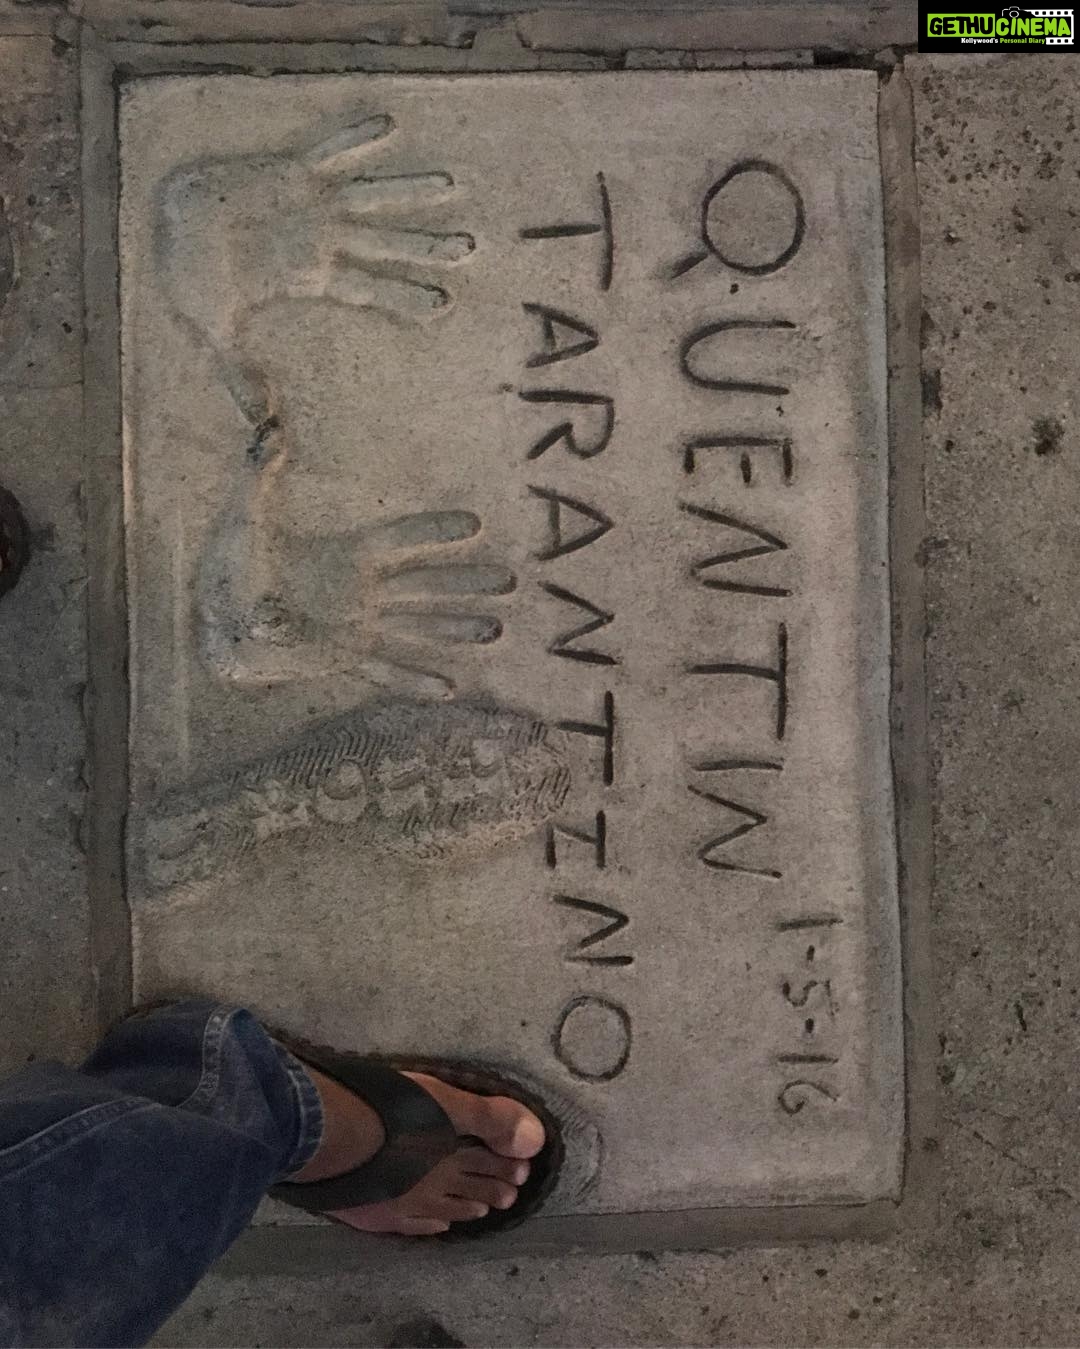 GETHUCINEMA
Kollywood's Personal Diary
QUENTIN
TARANTINO
1-5-16